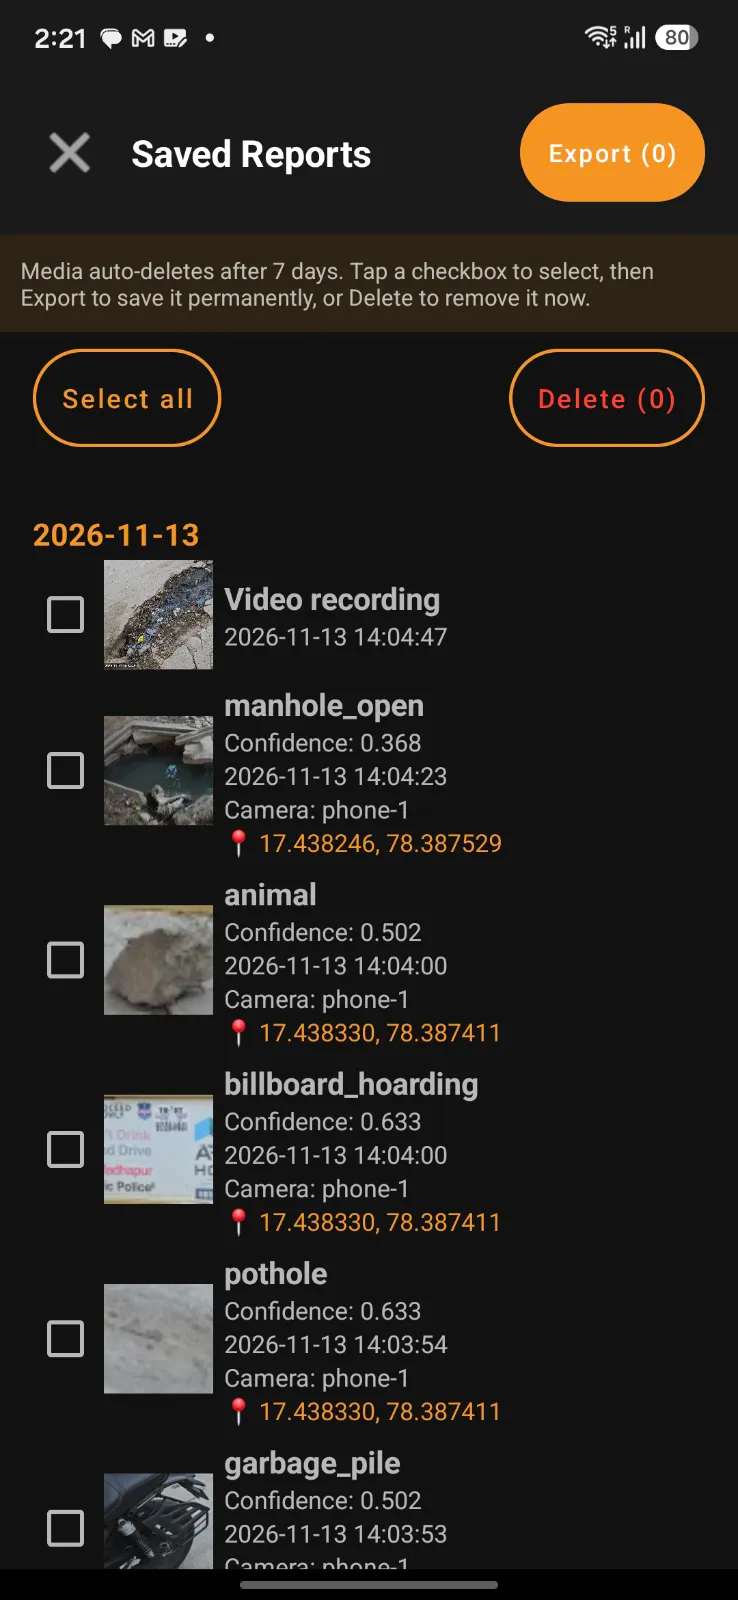 2:21
R
80
Saved Reports
Export (0)
Media auto-deletes after 7 days. Tap a checkbox to select, then
Export to save it permanently, or Delete to remove it now.
Select all
Delete (0)
2026-11-13
Video recording
2026-11-13 14:04:47
manhole_open
Confidence: 0.368
2026-11-13 14:04:23
Camera: phone-1
17.438246, 78.387529
animal
Confidence: 0.502
2026-11-13 14:04:00
Camera: phone-1
17.438330, 78.387411
billboard_hoarding
Confidence: 0.633
2026-11-13 14:04:00
Camera: phone-1
17.438330, 78.387411
't Drink
d Drive
c Police
pothole
Confidence: 0.633
2026-11-13 14:03:54
Camera: phone-1
17.438330, 78.387411
garbage_pile
Confidence: 0.502
2026-11-13 14:03:53
Camera: phone-1